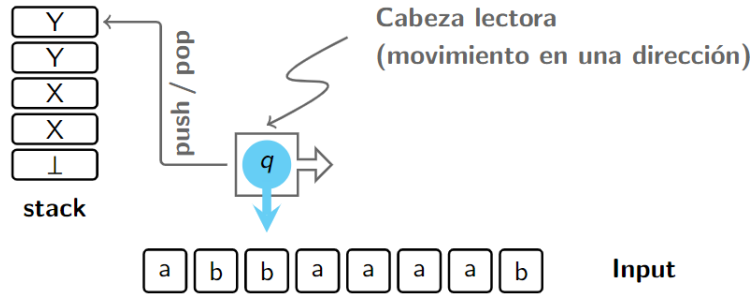 Y
Y
X
X
⊥
stack
push / pop
Cabeza lectora
(movimiento en una dirección)
q
a b b a a a a b
Input